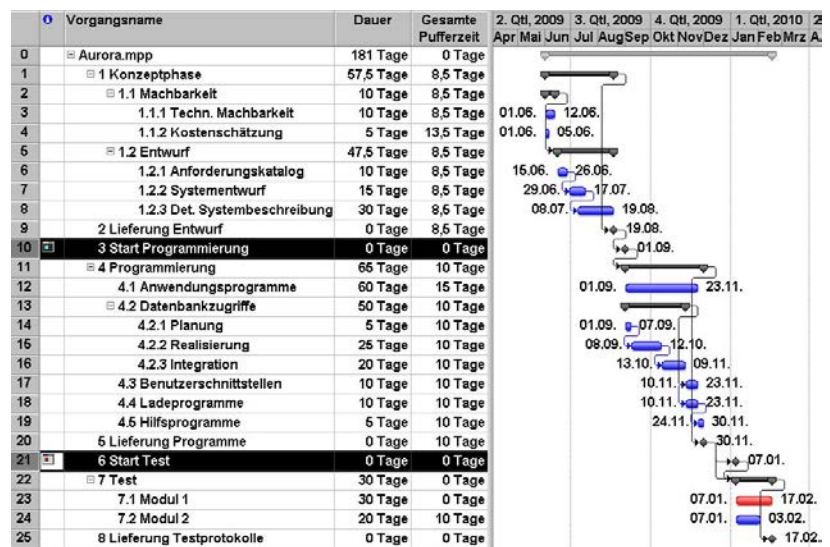 Vorgangsname Dauer Gesamte Pufferzeit 2. Qtl, 2009 3. Qtl, 2009 4. Qtl, 2009 1. Qtl, 2010 2
Apr Mai Jun Jul Aug Sep Okt Nov Dez Jan Feb Mrz A
0 Aurora.mpp 181 Tage 0 Tage
1 1 Konzeptphase 57,5 Tage 8,5 Tage
2 1.1 Machbarkeit 10 Tage 8,5 Tage
3 1.1.1 Techn. Machbarkeit 10 Tage 8,5 Tage 01.06. 12.06.
4 1.1.2 Kostenschätzung 5 Tage 13,5 Tage 01.06. 05.06.
5 1.2 Entwurf 47,5 Tage 8,5 Tage
6 1.2.1 Anforderungskatalog 10 Tage 8,5 Tage 15.06. 26.06.
7 1.2.2 Systementwurf 15 Tage 8,5 Tage 29.06. 17.07.
8 1.2.3 Det. Systembeschreibung 30 Tage 8,5 Tage 08.07. 19.08.
9 2 Lieferung Entwurf 0 Tage 8,5 Tage 19.08.
10 3 Start Programmierung 0 Tage 0 Tage 01.09.
11 4 Programmierung 65 Tage 10 Tage
12 4.1 Anwendungsprogramme 60 Tage 15 Tage 01.09. 23.11.
13 4.2 Datenbankzugriffe 50 Tage 10 Tage
14 4.2.1 Planung 5 Tage 10 Tage 01.09. 07.09.
15 4.2.2 Realisierung 25 Tage 10 Tage 08.09. 12.10.
16 4.2.3 Integration 20 Tage 10 Tage 13.10. 09.11.
17 4.3 Benutzerschnittstellen 10 Tage 10 Tage 10.11. 23.11.
18 4.4 Ladeprogramme 10 Tage 10 Tage 10.11. 23.11.
19 4.5 Hilfsprogramme 5 Tage 10 Tage 24.11. 30.11.
20 5 Lieferung Programme 0 Tage 10 Tage 30.11.
21 6 Start Test 0 Tage 0 Tage 07.01.
22 7 Test 30 Tage 0 Tage
23 7.1 Modul 1 30 Tage 0 Tage 07.01. 17.02.
24 7.2 Modul 2 20 Tage 10 Tage 07.01. 03.02.
25 8 Lieferung Testprotokolle 0 Tage 0 Tage 17.02.